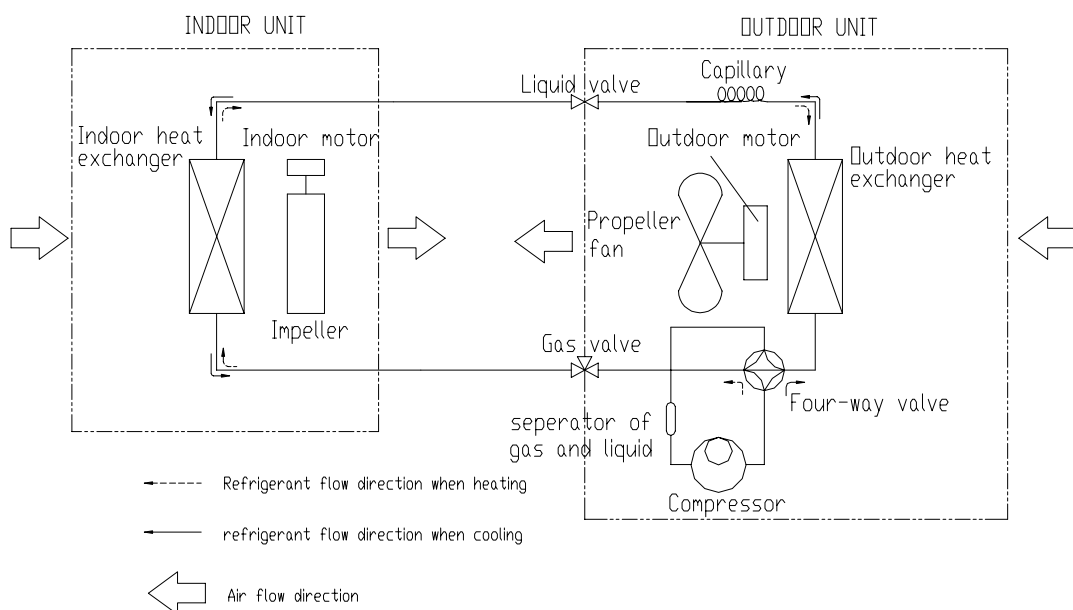 INDOOR UNIT
OUTDOOR UNIT
Liquid valve
Capillary
Indoor heat
exchanger
Indoor motor
Outdoor motor
Outdoor heat
exchanger
Propeller
fan
Impeller
Gas valve
Four-way valve
seperator of
gas and liquid
Compressor
Refrigerant flow direction when heating
refrigerant flow direction when cooling
Air flow direction